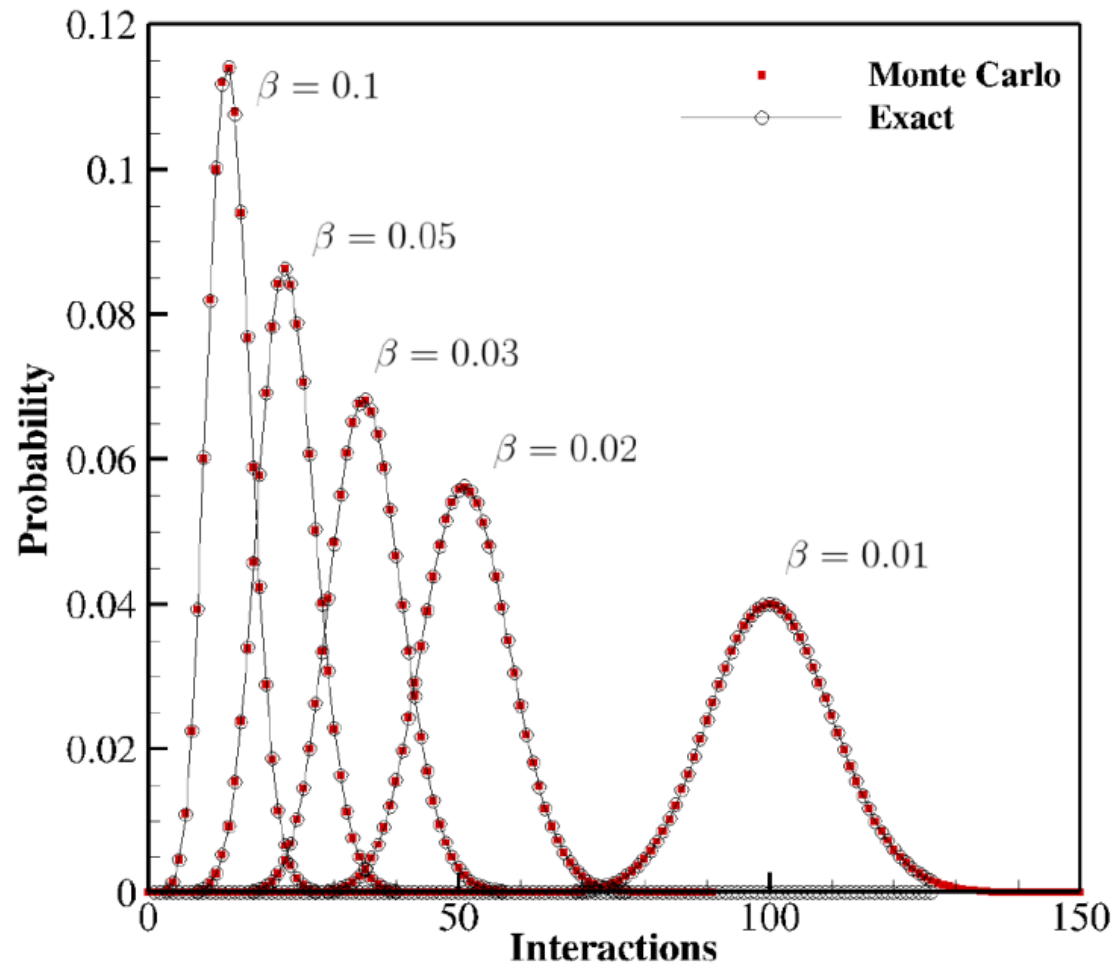 0.12
β = 0.1
Monte Carlo
Exact
0.1
β = 0.05
0.08
β = 0.03
Probability
0.06
β = 0.02
β = 0.01
0.04
0.02
0
0 50 100 150
Interactions